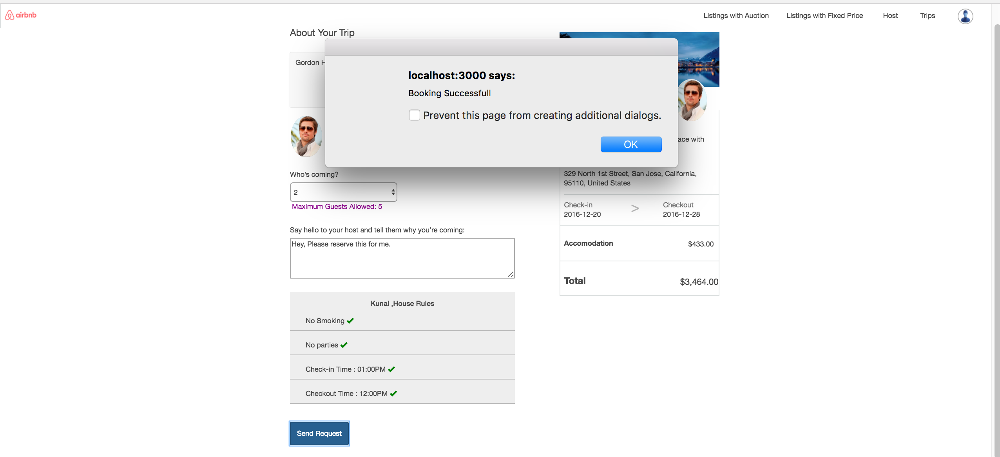 airbnb
Listings with Auction
Listings with Fixed Price
Host
Trips
About Your Trip
Gordon H
localhost:3000 says:
Booking Successfull
Prevent this page from creating additional dialogs.
OK
Who's coming?
2
Maximum Guests Allowed: 5
Say hello to your host and tell them why you're coming:
Hey, Please reserve this for me.
Kunal ,House Rules
No Smoking
No parties
Check-in Time : 01:00PM
Checkout Time : 12:00PM
Send Request
ace with
329 North 1st Street, San Jose, California,
95110, United States
Check-in
2016-12-20
>
Checkout
2016-12-28
Accomodation
$433.00
Total
$3,464.00